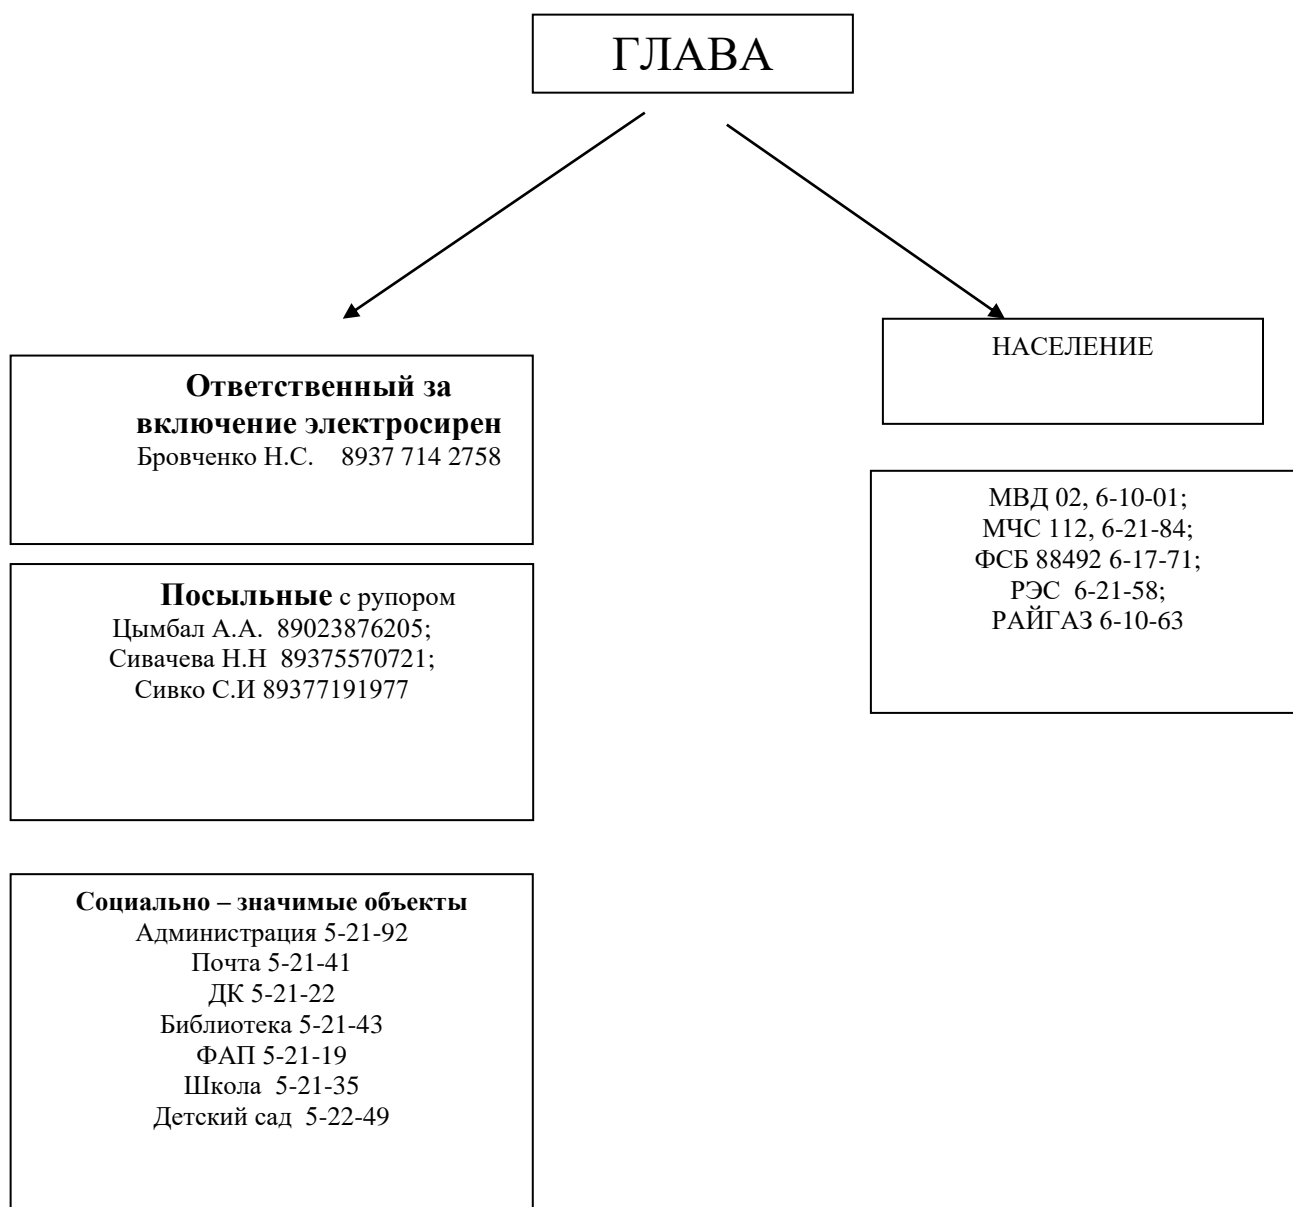 ГЛАВА
Ответственный за
включение электросирен
Бровченко Н.С. 8937 714 2758
Посыльные с рупором
Цымбал А.А. 89023876205;
Сивачева Н.Н 89375570721;
Сивко С.И 89377191977
Социально – значимые объекты
Администрация 5-21-92
Почта 5-21-41
ДК 5-21-22
Библиотека 5-21-43
ФАП 5-21-19
Школа 5-21-35
Детский сад 5-22-49
НАСЕЛЕНИЕ
МВД 02, 6-10-01;
МЧС 112, 6-21-84;
ФСБ 88492 6-17-71;
РЭС 6-21-58;
РАЙГАЗ 6-10-63